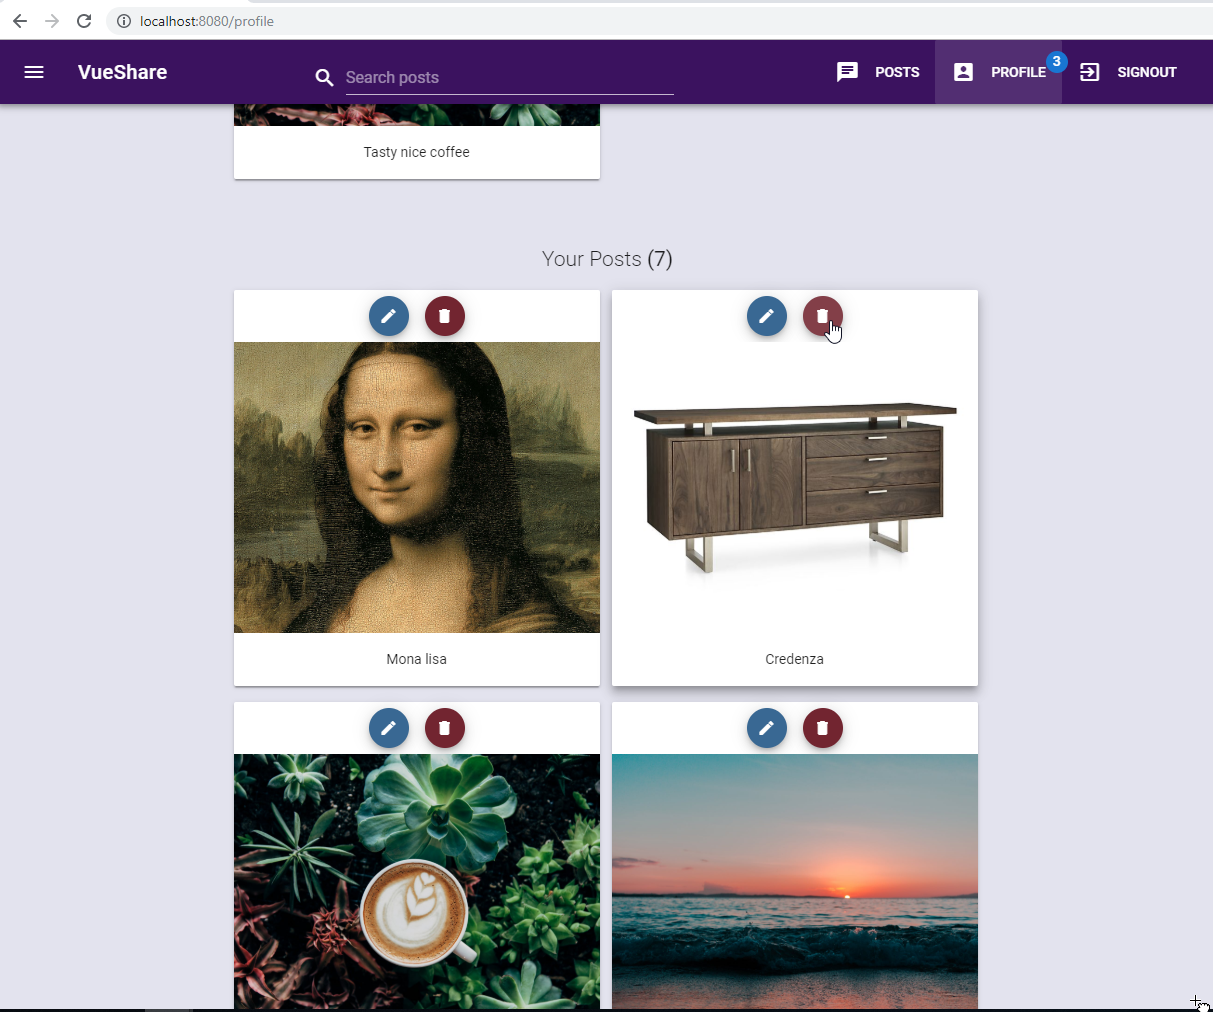 localhost:8080/profile
VueShare
Search posts
POSTS
PROFILE
3
SIGNOUT
Tasty nice coffee
Your Posts (7)
Mona lisa
Credenza